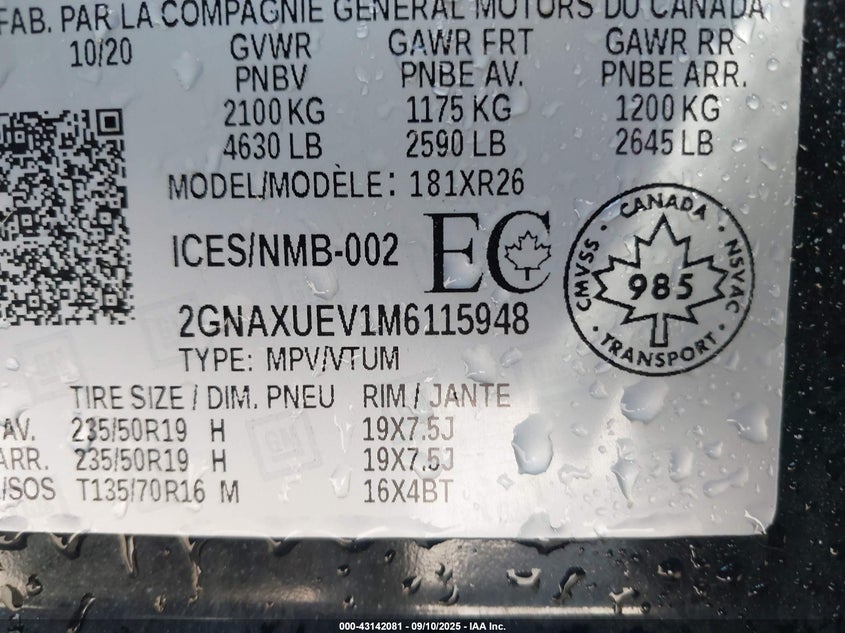 FAB. PAR LA COMPAGNIE GENERAL MOTORS DU CANADA
10/20 GVWR GAWR FRT GAWR RR
PNBV PNBE AV. PNBE ARR.
2100 KG 1175 KG 1200 KG
4630 LB 2590 LB 2645 LB
MODEL/MODÈLE: 181XR26
ICES/NMB-002 EC
CANADA
CMVSS 985 NSVAC
TRANSPORT
2GNAXUEV1M6115948
TYPE: MPV/VTUM
TIRE SIZE / DIM. PNEU RIM / JANTE
AV. 235/50R19 H 19X7.5J
ARR. 235/50R19 H 19X7.5J
/SOS T135/70R16 M 16X4BT
000-43142081 - 09/10/2025 - IAA Inc.